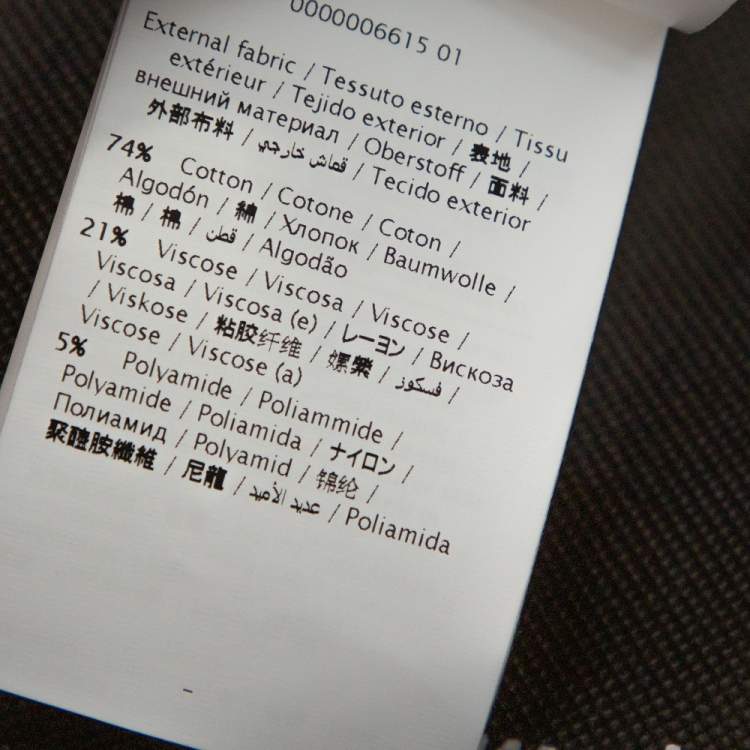 0000006615 01
External fabric / Tessuto esterno / Tissu
extérieur / Tejido exterior / 表地 /
внешний материал / Oberstoff / 面料 /
外部布料 / قماش خارجي / Tecido exterior
74%
Cotton / Cotone / Coton /
Algodón / 綿 / Хлопок / Baumwolle /
棉 / 棉 / قطن / Algodão
21%
Viscose / Viscosa / Viscose /
Viscosa / Viscosa (e) / レーヨン / Вискоза
/ Viskose / 粘胶纤维 / 嫘縈 / فسكوز /
Viscose / Viscose (a)
5%
Polyamide / Poliammide /
Polyamide / Poliamida / ナイロン /
Полиамид / Polyamid / 锦纶 /
聚醯胺纖維 / 尼龍 / / Poliamida